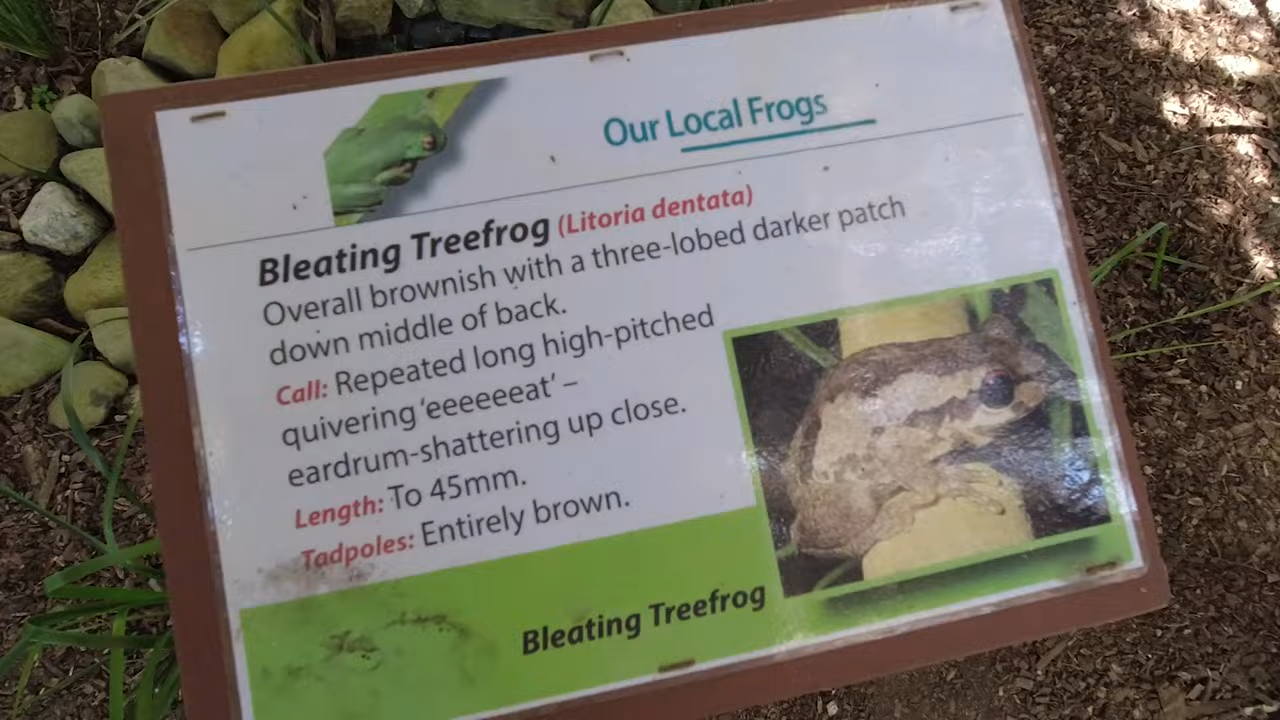 Our Local Frogs
Bleating Treefrog (Litoria dentata)
Overall brownish with a three-lobed darker patch
down middle of back.
Call: Repeated long high-pitched
quivering ‘eeeeeeat’ –
eardrum-shattering up close.
Length: To 45mm.
Tadpoles: Entirely brown.
Bleating Treefrog